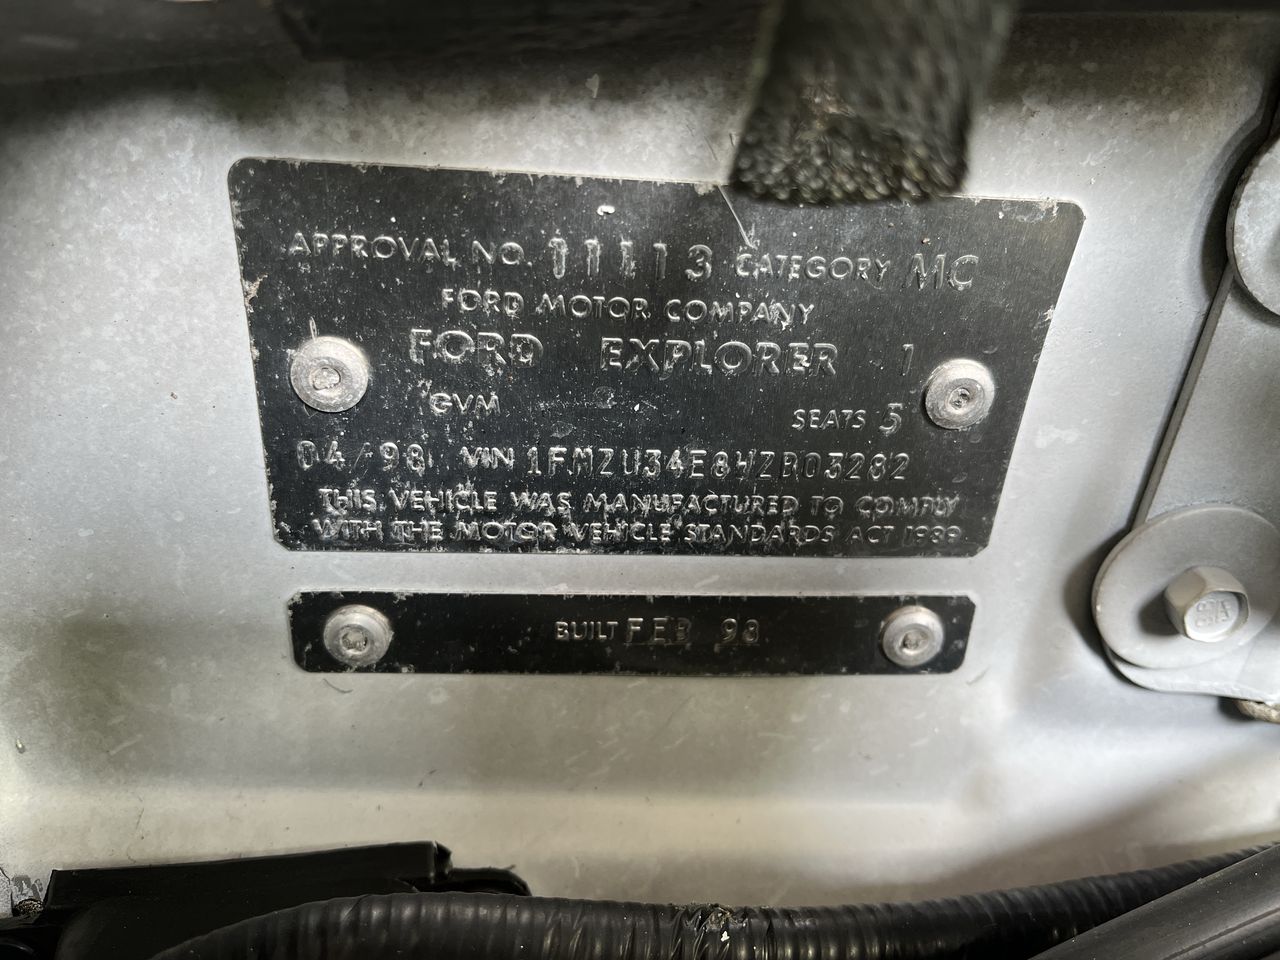 APPROVAL NO. 11113 CATEGORY MC
FORD MOTOR COMPANY
FORD EXPLORER - 1
GVM SEATS 5
04/98 VIN 1FMZU34E8WZB03282
THIS VEHICLE WAS MANUFACTURED TO COMPLY
WITH THE MOTOR VEHICLE STANDARDS ACT 1989.
BUILT FEB 98